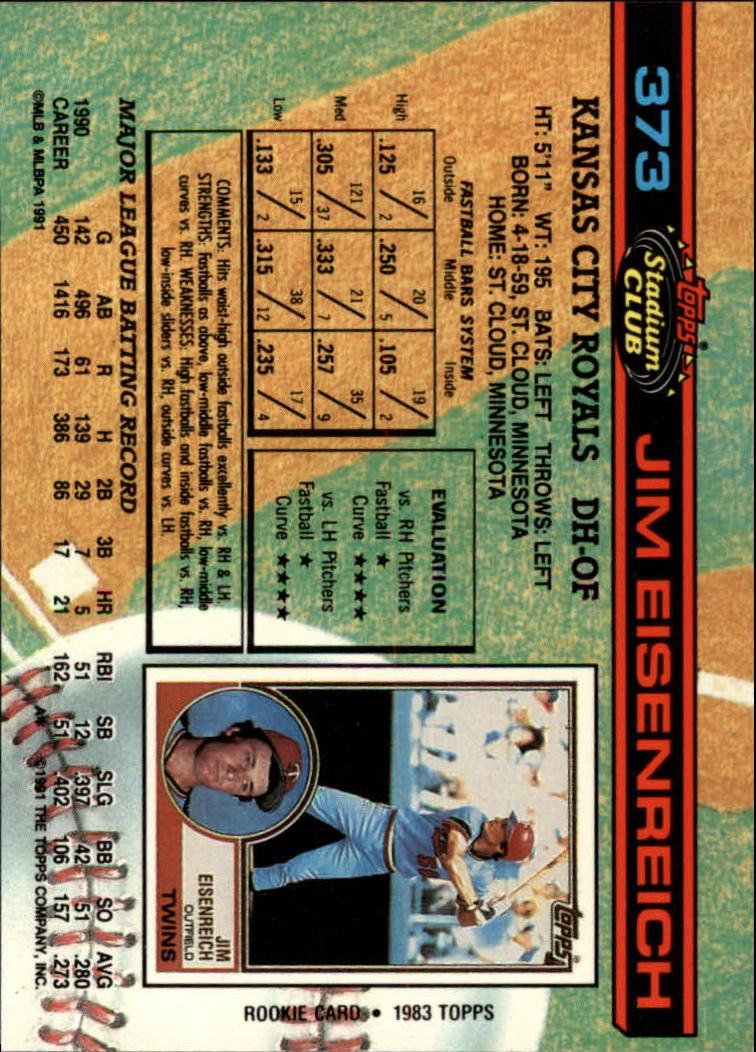 373
Topps
Stadium
CLUB
JIM EISENREICH
KANSAS CITY ROYALS DH-OF
HT: 5'11" WT: 195 BATS: LEFT THROWS: LEFT
BORN: 4-18-59, ST. CLOUD, MINNESOTA
HOME: ST. CLOUD, MINNESOTA
FASTBALL BARS SYSTEM
Outside Middle Inside
High .125 16/2 .250 20/5 .105 19/2
Med .305 121/37 .333 21/7 .257 35/9
Low .133 15/2 .315 38/12 .235 17/4
EVALUATION
vs. RH Pitchers
Fastball ★
Curve ★★★★
vs. LH Pitchers
Fastball ★
Curve ★★★★
COMMENTS: Hits waist-high outside fastballs excellently vs. RH & LH.
STRENGTHS: Fastballs as above, low-middle fastballs vs. RH, low-middle
curves vs. RH. WEAKNESSES: High fastballs and inside fastballs vs. RH,
low-inside sliders vs. RH, outside curves vs. LH.
Topps
JIM
EISENREICH
OUTFIELD
TWINS
ROOKIE CARD • 1983 TOPPS
MAJOR LEAGUE BATTING RECORD
G AB R H 2B 3B HR RBI SB SLG BB SO AVG
1990 142 496 61 139 29 7 5 51 12 .397 42 51 .280
CAREER 450 1416 173 386 86 17 21 162 51 .402 106 157 .273
©MLB & MLBPA 1991
A* ©1991 THE TOPPS COMPANY, INC.